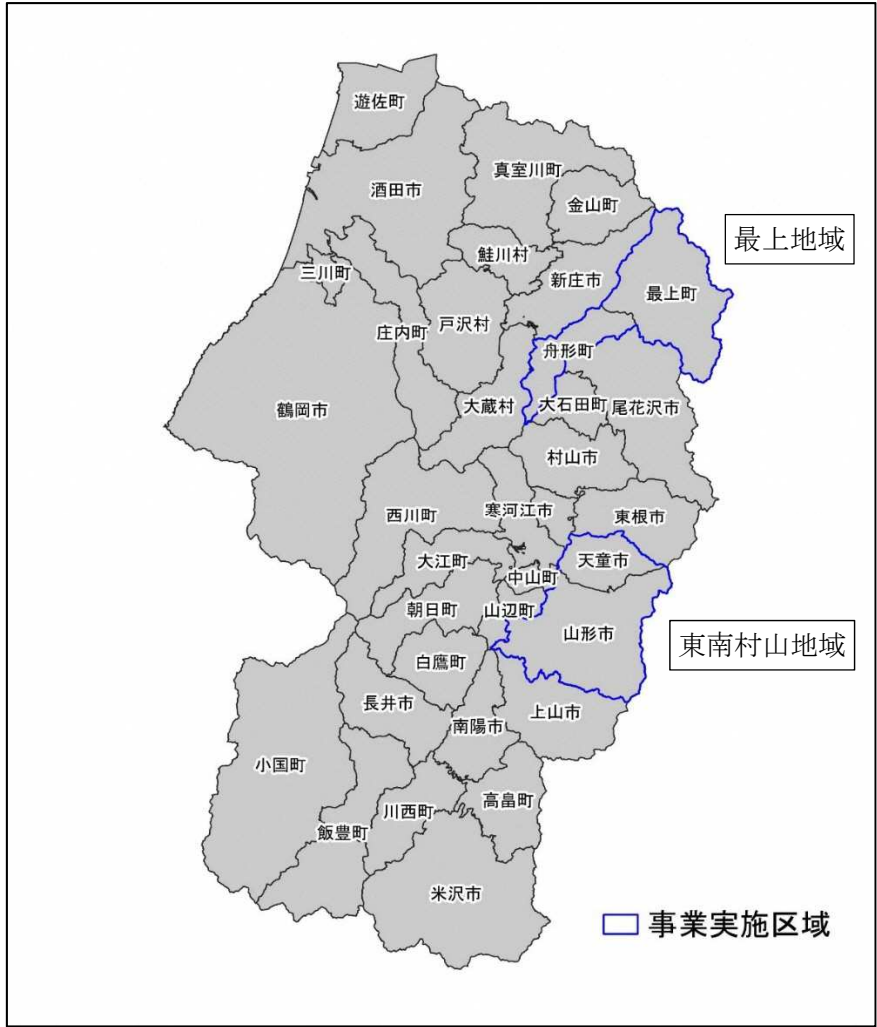 遊佐町
真室川町
酒田市
金山町
最上地域
鮭川村
三川町
新庄市
最上町
戸沢村
庄内町
舟形町
大蔵村
大石田町
尾花沢市
鶴岡市
村山市
西川町
寒河江市
東根市
大江町
天童市
中山町
朝日町
山辺町
山形市
東南村山地域
白鷹町
長井市
南陽市
上山市
小国町
高畠町
川西町
飯豊町
米沢市
事業実施区域